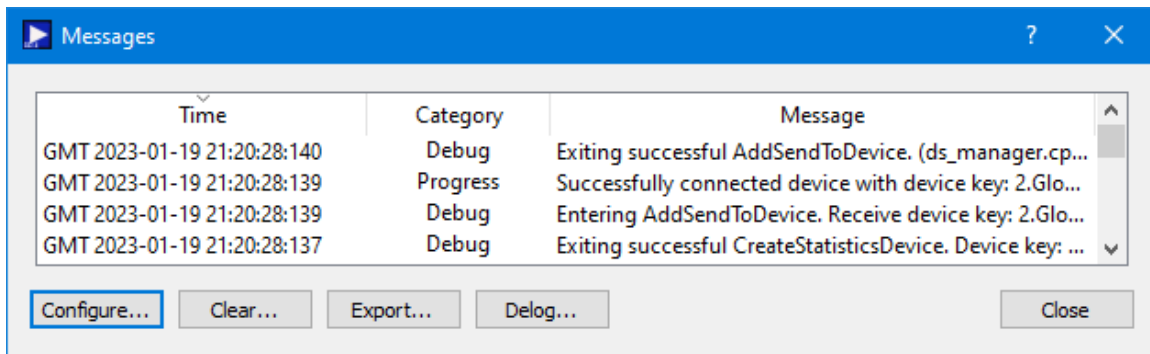 Messages
Time Category Message
GMT 2023-01-19 21:20:28:140 Debug Exiting successful AddSendToDevice. (ds_manager.cp...
GMT 2023-01-19 21:20:28:139 Progress Successfully connected device with device key: 2.Glo...
GMT 2023-01-19 21:20:28:139 Debug Entering AddSendToDevice. Receive device key: 2.Glo...
GMT 2023-01-19 21:20:28:137 Debug Exiting successful CreateStatisticsDevice. Device key: ...
Configure... Clear... Export... Delog... Close